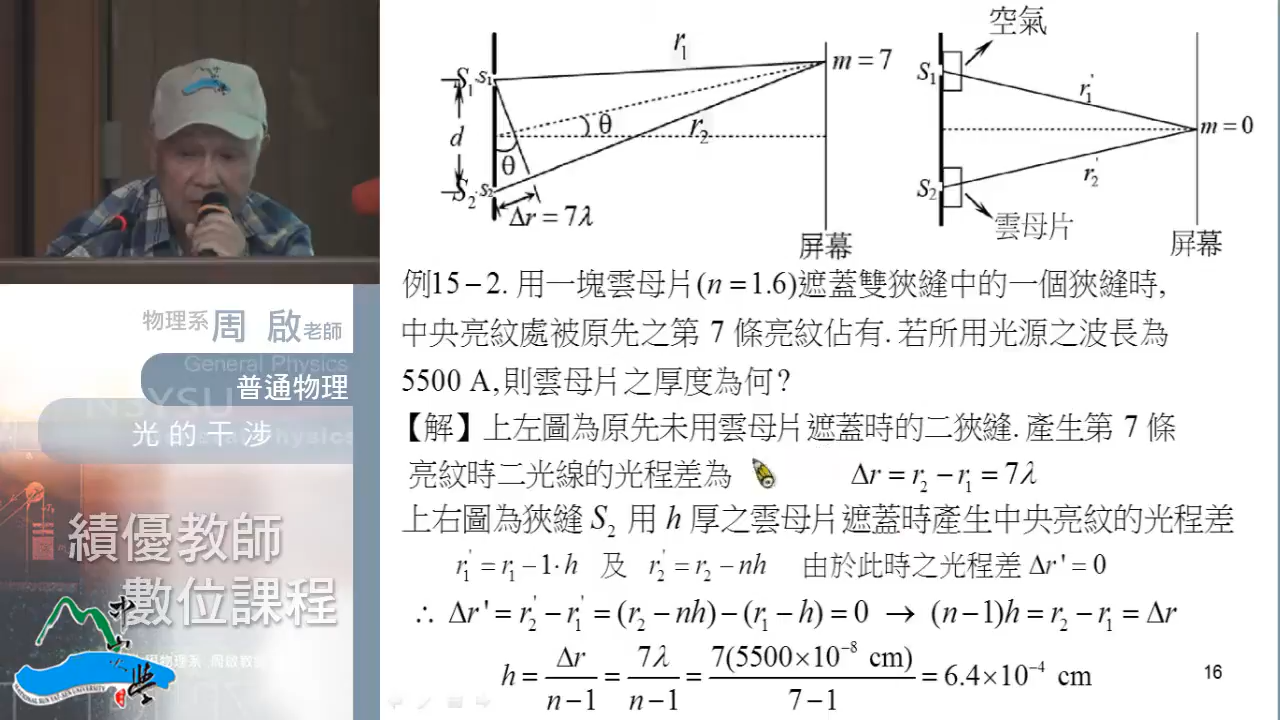 空氣
r₁
S₁ s₁
m = 7
S₁
r₁'
d
θ
r₂
m = 0
θ
S₂ s₂
S₂
r₂'
Δr = 7λ
雲母片
屏幕
屏幕
例15−2. 用一塊雲母片(n = 1.6)遮蓋雙狹縫中的一個狹縫時,
中央亮紋處被原先之第 7 條亮紋佔有. 若所用光源之波長為
5500 A, 則雲母片之厚度為何?
【解】上左圖為原先未用雲母片遮蓋時的二狹縫. 產生第 7 條
亮紋時二光線的光程差為 Δr = r₂ − r₁ = 7λ
上右圖為狹縫 S₂ 用 h 厚之雲母片遮蓋時產生中央亮紋的光程差
r₁' = r₁ − 1·h 及 r₂' = r₂ − nh 由於此時之光程差 Δr' = 0
∴ Δr' = r₂' − r₁' = (r₂ − nh) − (r₁ − h) = 0 → (n−1)h = r₂ − r₁ = Δr
h = Δr/(n−1) = 7λ/(n−1) = 7(5500×10⁻⁸ cm)/(7−1) = 6.4×10⁻⁴ cm
16
物理系 周 啟 老師
General Physics
普通物理
NSYSU
光的干涉
績優教師
數位課程